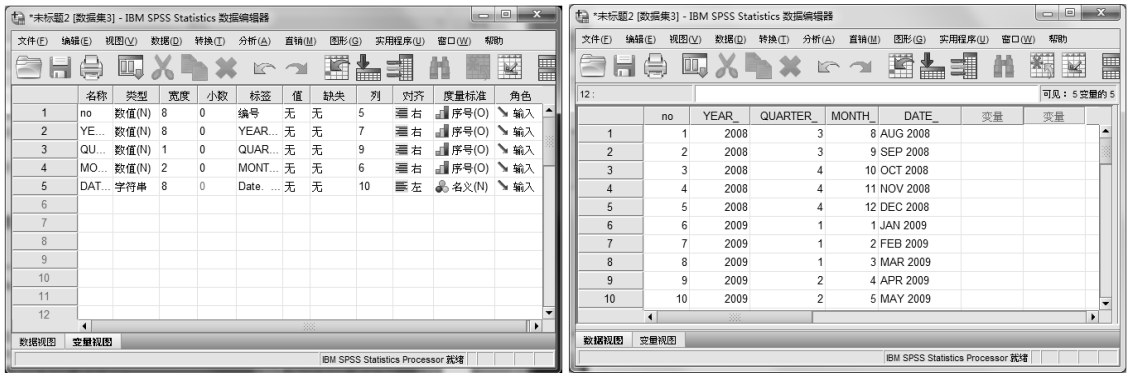 *未标题2 [数据集3] - IBM SPSS Statistics 数据编辑器
文件(F) 编辑(E) 视图(V) 数据(D) 转换(T) 分析(A) 直销(M) 图形(G) 实用程序(U) 窗口(W) 帮助
名称 类型 宽度 小数 标签 值 缺失 列 对齐 度量标准 角色
1 no 数值(N) 8 0 编号 无 无 5 右 序号(O) 输入
2 YE... 数值(N) 8 0 YEAR... 无 无 7 右 序号(O) 输入
3 QU... 数值(N) 1 0 QUAR... 无 无 9 右 序号(O) 输入
4 MO... 数值(N) 2 0 MONT... 无 无 6 右 序号(O) 输入
5 DAT... 字符串 8 0 Date. ... 无 无 10 左 名义(N) 输入
6
7
8
9
10
11
12
数据视图 变量视图
IBM SPSS Statistics Processor 就绪
*未标题2 [数据集3] - IBM SPSS Statistics 数据编辑器
文件(F) 编辑(E) 视图(V) 数据(D) 转换(T) 分析(A) 直销(M) 图形(G) 实用程序(U) 窗口(W) 帮助
12 : 可见: 5 变量的 5
no YEAR_ QUARTER_ MONTH_ DATE_ 变量 变量
1 1 2008 3 8 AUG 2008
2 2 2008 3 9 SEP 2008
3 3 2008 4 10 OCT 2008
4 4 2008 4 11 NOV 2008
5 5 2008 4 12 DEC 2008
6 6 2009 1 1 JAN 2009
7 7 2009 1 2 FEB 2009
8 8 2009 1 3 MAR 2009
9 9 2009 2 4 APR 2009
10 10 2009 2 5 MAY 2009
数据视图 变量视图
IBM SPSS Statistics Processor 就绪